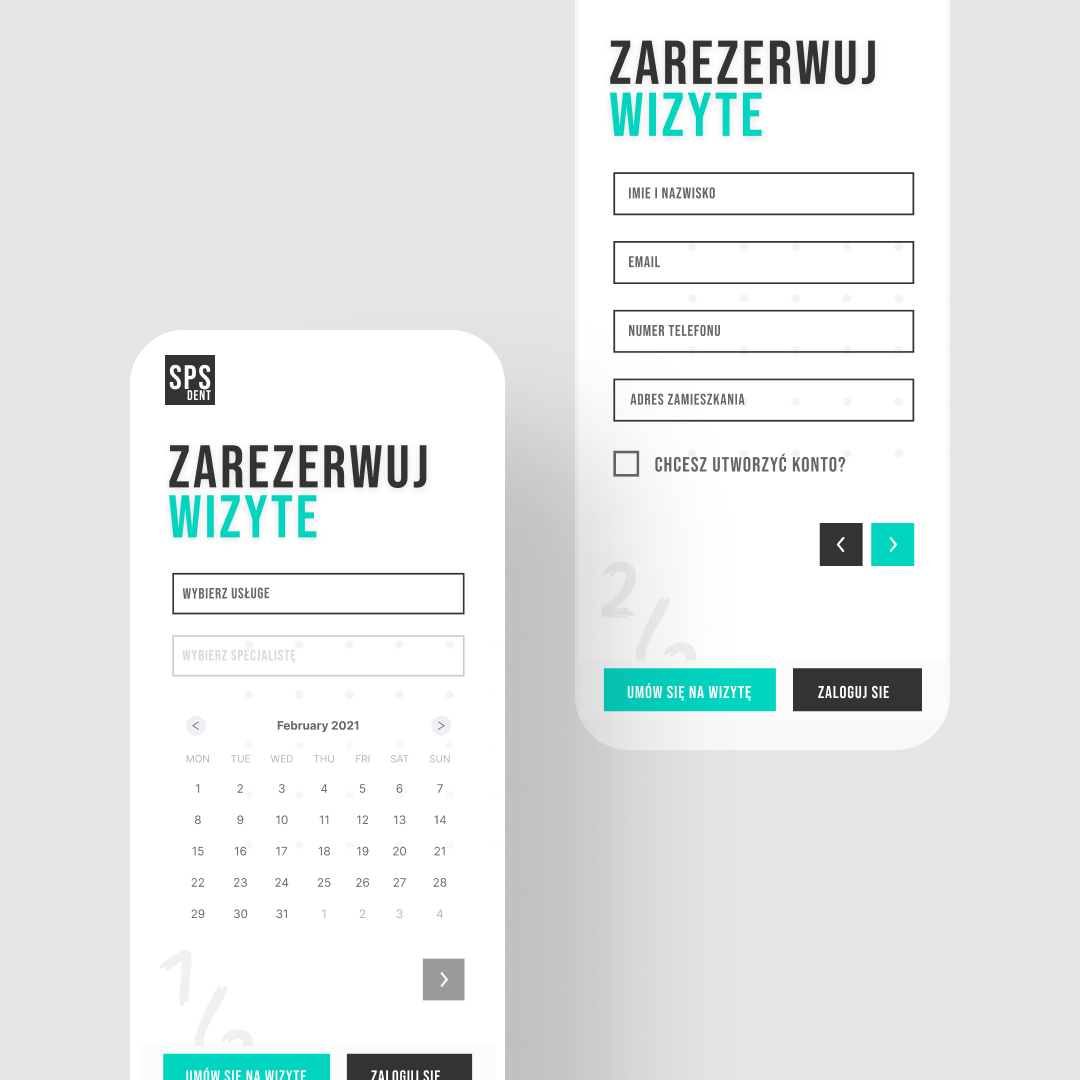 SPS
DENT
ZAREZERWUJ
WIZYTE
WYBIERZ USŁUGE
WYBIERZ SPECJALISTĘ
< February 2021 >
MON TUE WED THU FRI SAT SUN
1 2 3 4 5 6 7
8 9 10 11 12 13 14
15 16 17 18 19 20 21
22 23 24 25 26 27 28
29 30 31 1 2 3 4
1/2
UMÓW SIĘ NA WIZYTĘ ZALOGUJ SIE
ZAREZERWUJ
WIZYTE
IMIE I NAZWISKO
EMAIL
NUMER TELEFONU
ADRES ZAMIESZKANIA
CHCESZ UTWORZYĆ KONTO?
2/2
UMÓW SIĘ NA WIZYTĘ ZALOGUJ SIE